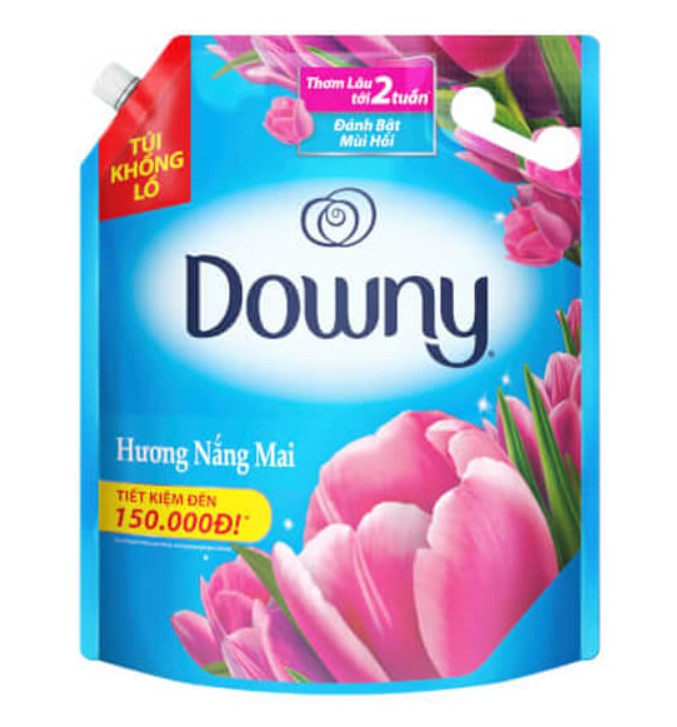 TÚI
KHỔNG
LỒ
Thơm Lâu
tới 2 tuần*
Đánh Bật
Mùi Hôi
Downy
Hương Nắng Mai
TIẾT KIỆM ĐẾN
150.000Đ!*